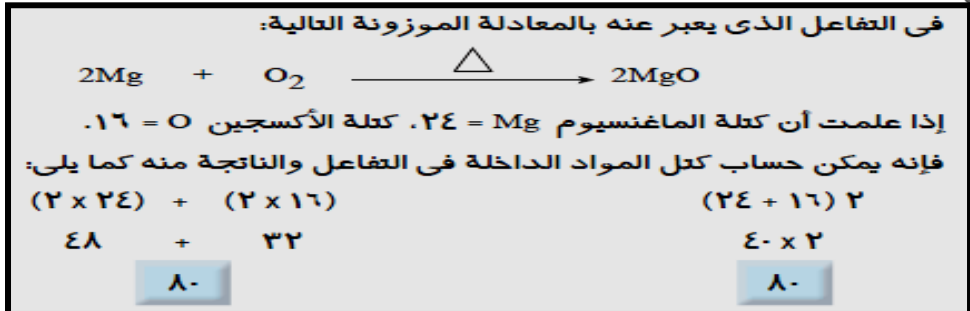 فى التفاعل الذى يعبر عنه بالمعادلة الموزونة التالية:
2Mg + O2 △ 2MgO
إذا علمت أن كتلة الماغنسيوم Mg = ٢٤، كتلة الأكسجين O = ١٦.
فإنه يمكن حساب كتل المواد الداخلة فى التفاعل والناتجة منه كما يلى:
(٢ x ٢٤) + (٢ x ١٦) ٢ (٢٤ + ١٦)
٤٨ + ٣٢ ٤٠ x ٢
٨٠ ٨٠